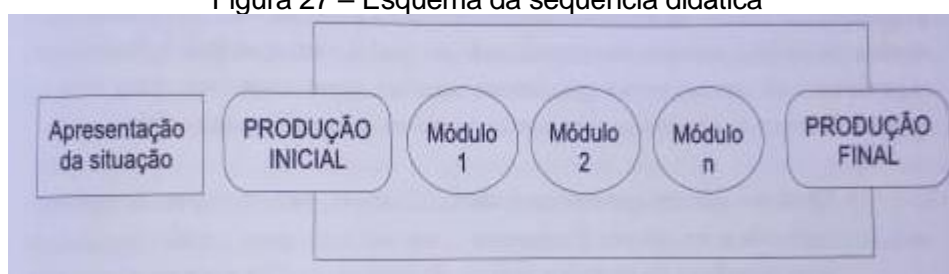 Figura 27 – Esquema da sequência didática
Apresentação
da situação
PRODUÇÃO
INICIAL
Módulo
1
Módulo
2
Módulo
n
PRODUÇÃO
FINAL